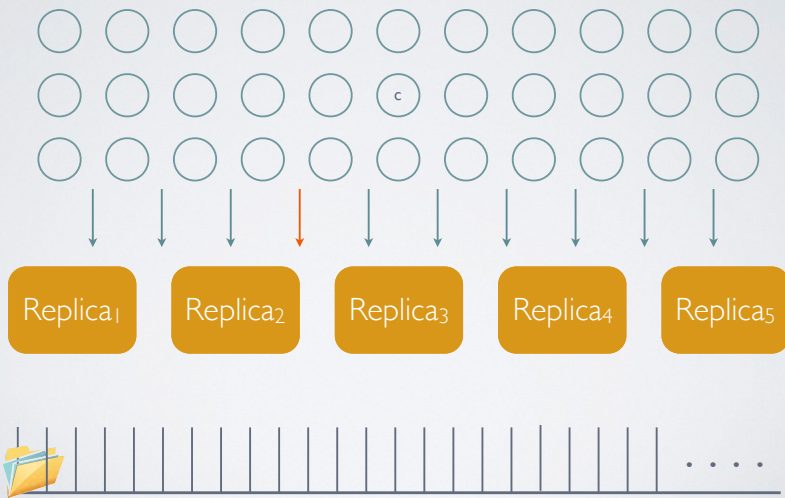 c
Replica₁ Replica₂ Replica₃ Replica₄ Replica₅
. . . .